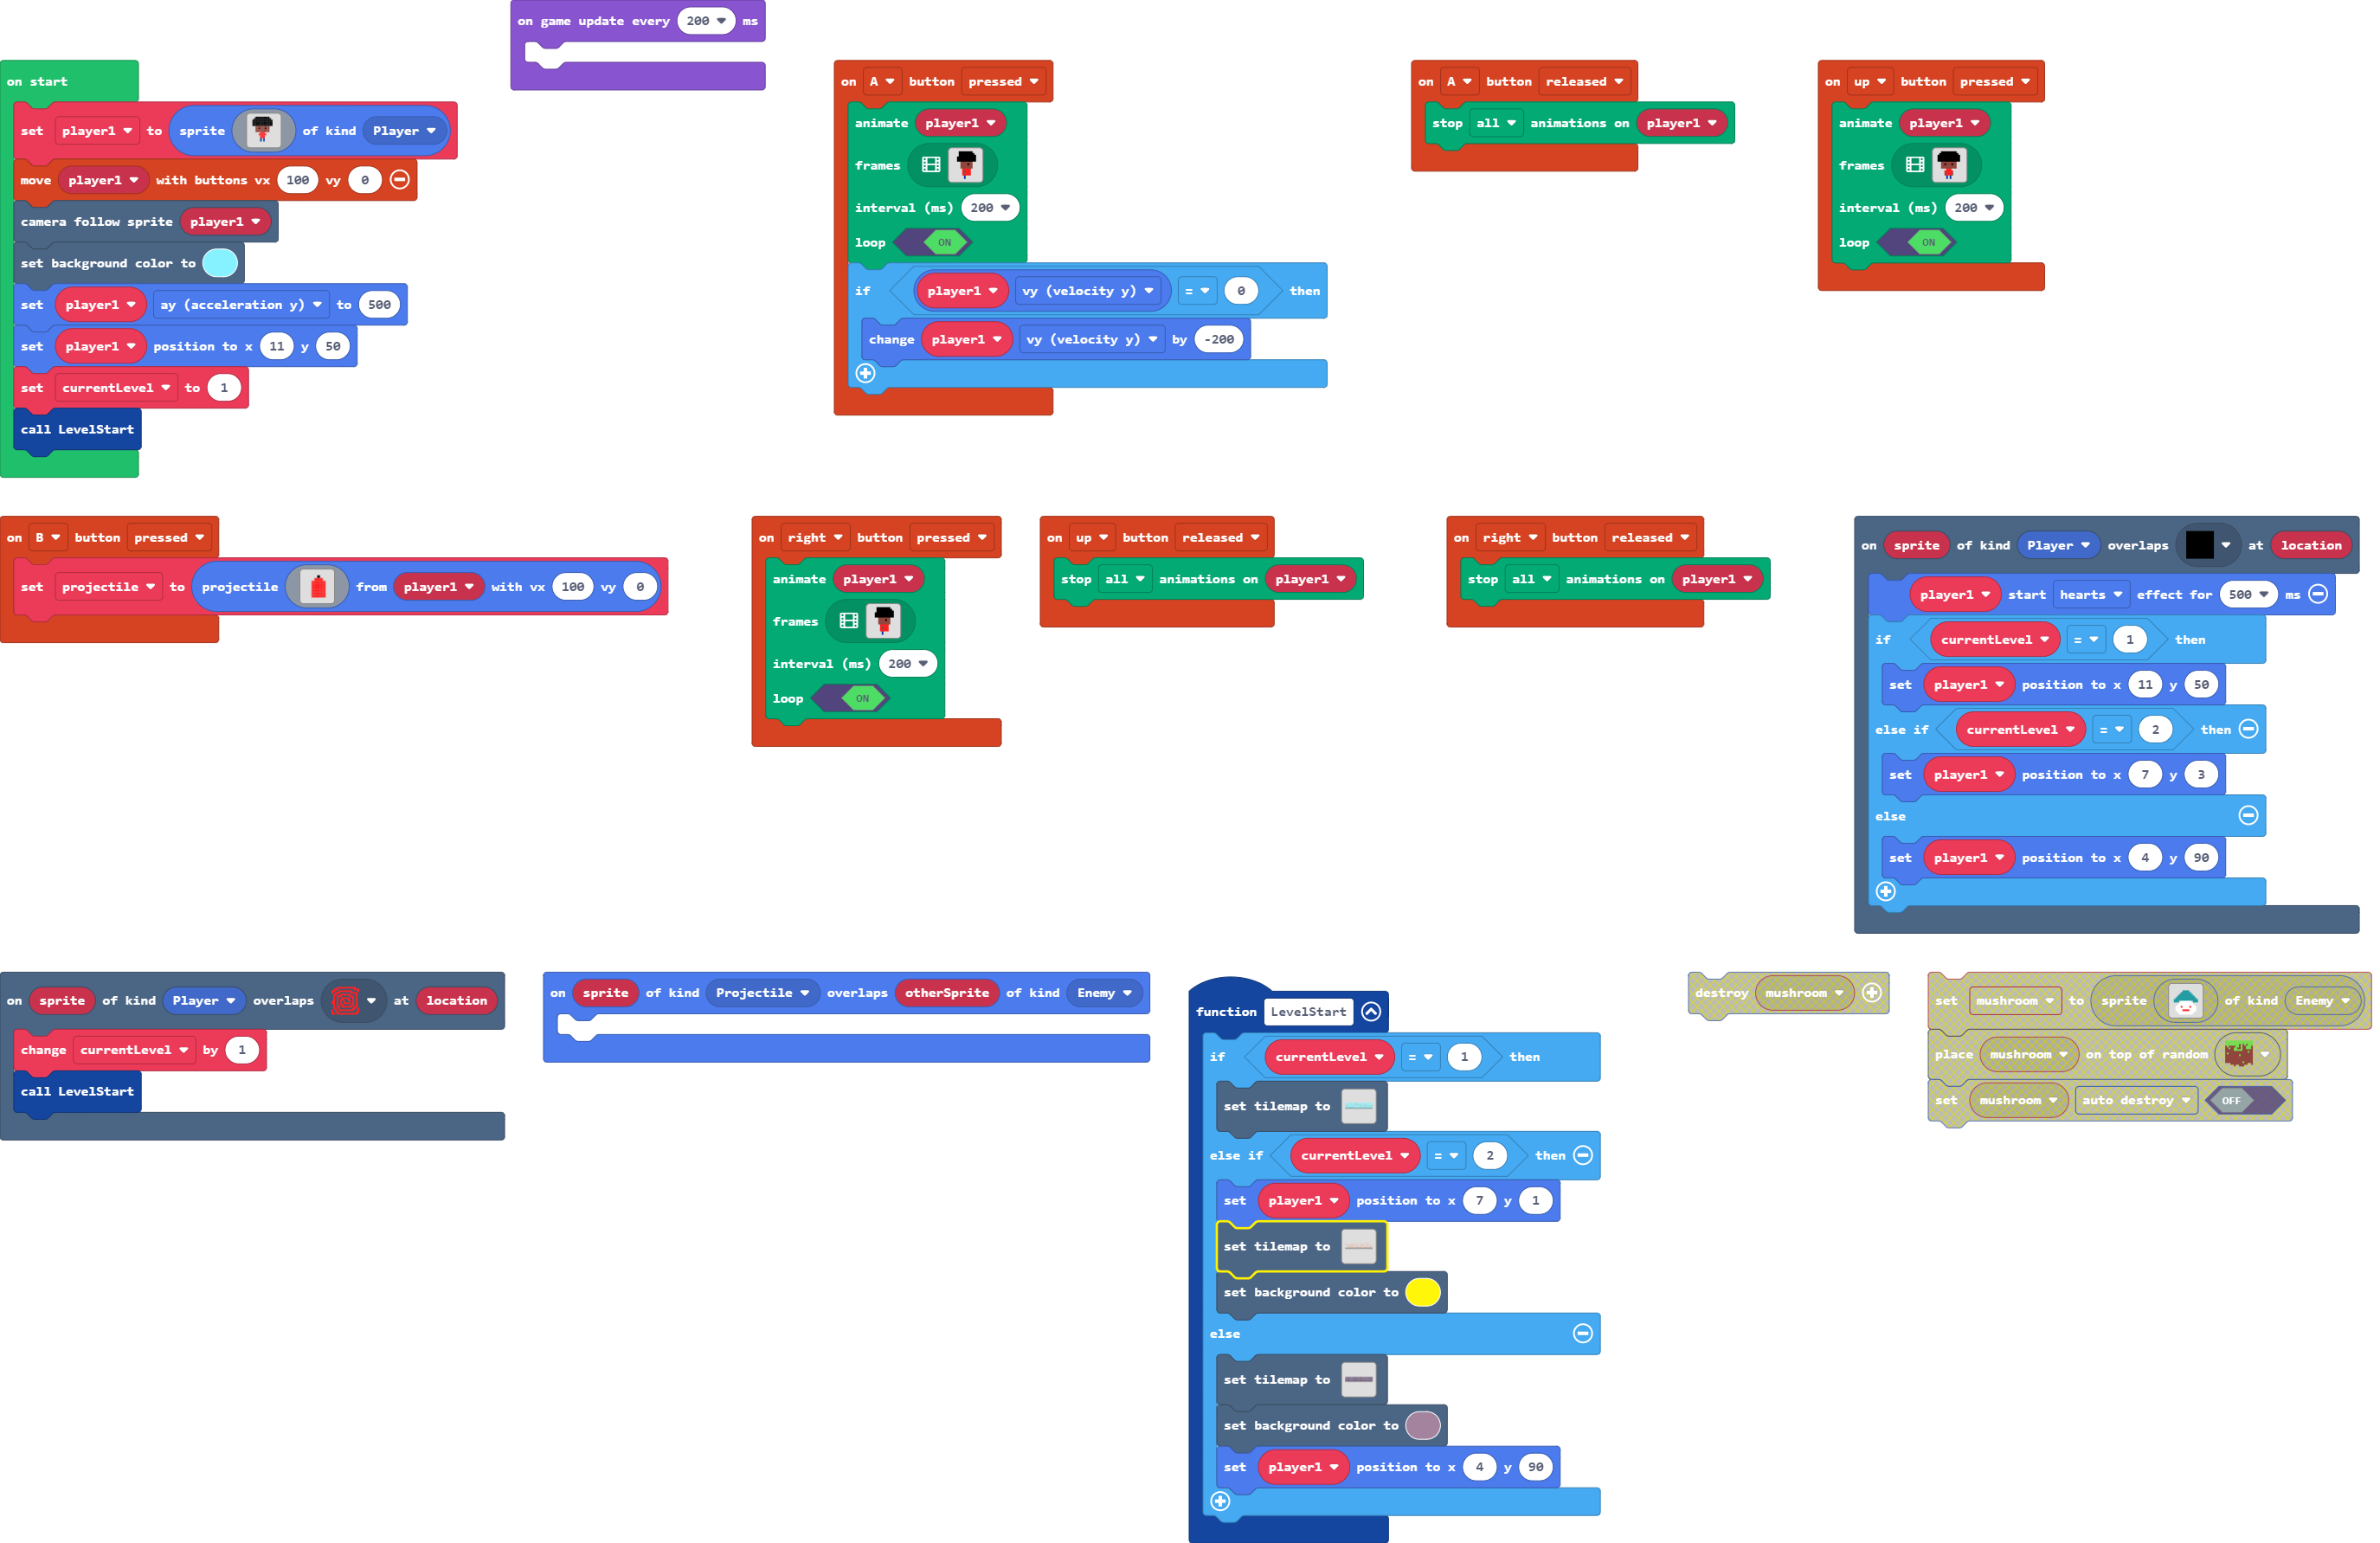 on game update every 200 ms
on start
set player1 to sprite of kind Player
move player1 with buttons vx 100 vy 0
camera follow sprite player1
set background color to
set player1 ay (acceleration y) to 500
set player1 position to x 11 y 50
set currentLevel to 1
call LevelStart
on A button pressed
animate player1
frames
interval (ms) 200
loop ON
if player1 vy (velocity y) = 0 then
change player1 vy (velocity y) by -200
on A button released
stop all animations on player1
on up button pressed
animate player1
frames
interval (ms) 200
loop ON
on B button pressed
set projectile to projectile from player1 with vx 100 vy 0
on right button pressed
animate player1
frames
interval (ms) 200
loop ON
on up button released
stop all animations on player1
on right button released
stop all animations on player1
on sprite of kind Player overlaps at location
player1 start hearts effect for 500 ms
if currentLevel = 1 then
set player1 position to x 11 y 50
else if currentLevel = 2 then
set player1 position to x 7 y 3
else
set player1 position to x 4 y 90
on sprite of kind Player overlaps at location
change currentLevel by 1
call LevelStart
on sprite of kind Projectile overlaps otherSprite of kind Enemy
function LevelStart
if currentLevel = 1 then
set tilemap to
else if currentLevel = 2 then
set player1 position to x 7 y 1
set tilemap to
set background color to
else
set tilemap to
set background color to
set player1 position to x 4 y 90
destroy mushroom
set mushroom to sprite of kind Enemy
place mushroom on top of random
set mushroom auto destroy OFF